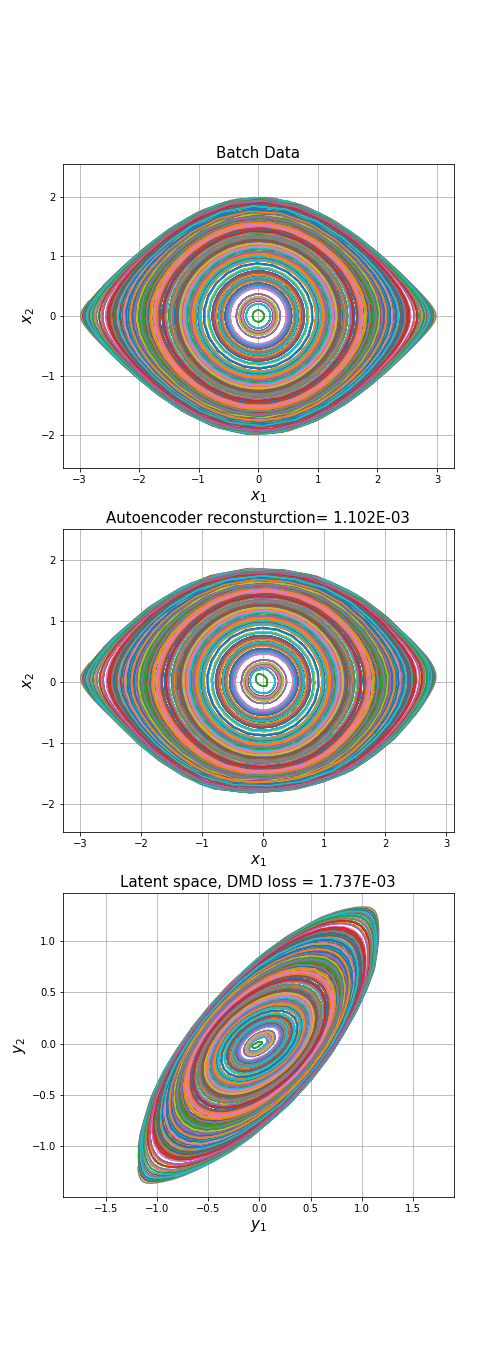 Batch Data
2
1
0
−1
−2
−3 −2 −1 0 1 2 3
x₁
x₂
Autoencoder reconsturction= 1.102E-03
2
1
0
−1
−2
−3 −2 −1 0 1 2 3
x₁
x₂
Latent space, DMD loss = 1.737E-03
1.0
0.5
0.0
−0.5
−1.0
−1.5 −1.0 −0.5 0.0 0.5 1.0 1.5
y₁
y₂